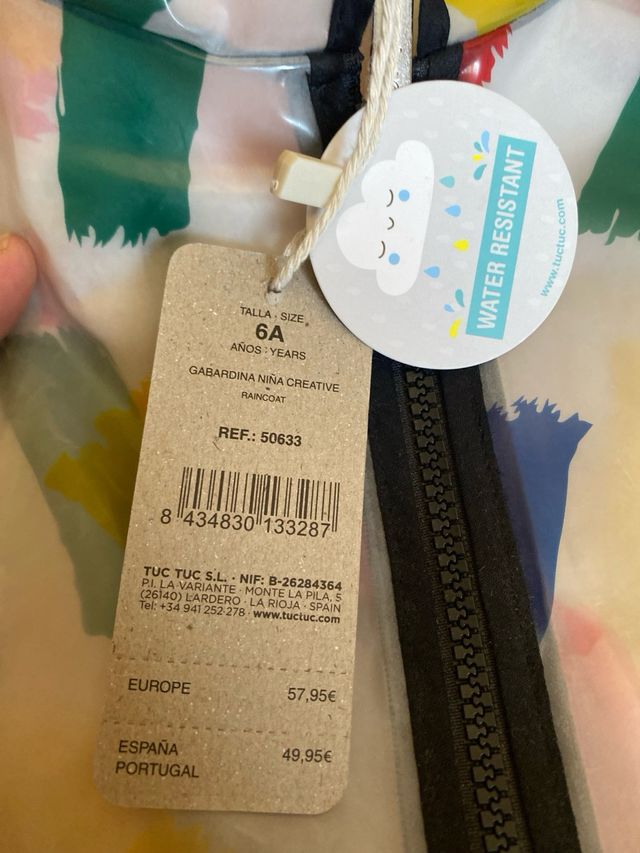 WATER RESISTANT
www.tuctuc.com
TALLA · SIZE
6A
AÑOS · YEARS
GABARDINA NIÑA CREATIVE
RAINCOAT
REF.: 50633
8 434830 133287
TUC TUC S.L. · NIF: B-26284364
P.I. LA VARIANTE · MONTE LA PILA, 5
(26140) LARDERO · LA RIOJA · SPAIN
Tel: +34 941 252 278 · www.tuctuc.com
EUROPE 57,95€
ESPAÑA 49,95€
PORTUGAL